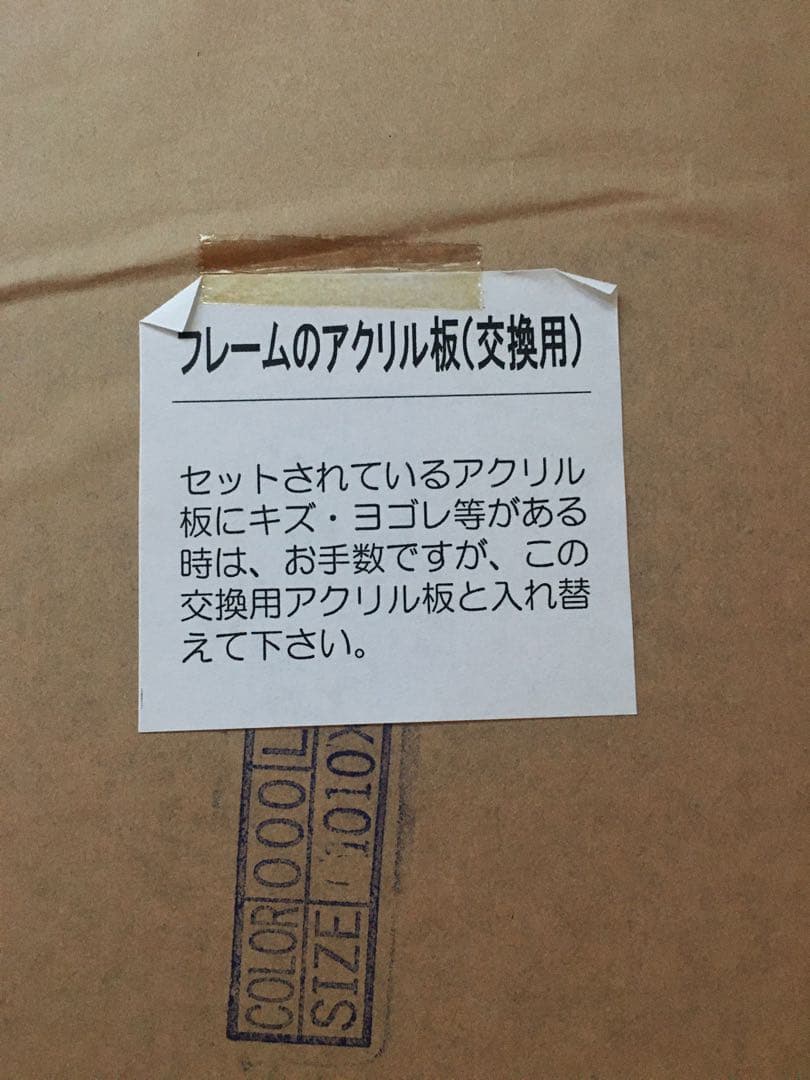 フレームのアクリル板(交換用)
セットされているアクリル
板にキズ・ヨゴレ等がある
時は、お手数ですが、この
交換用アクリル板と入れ替
えて下さい。
COLOR 000 L
SIZE 1010X